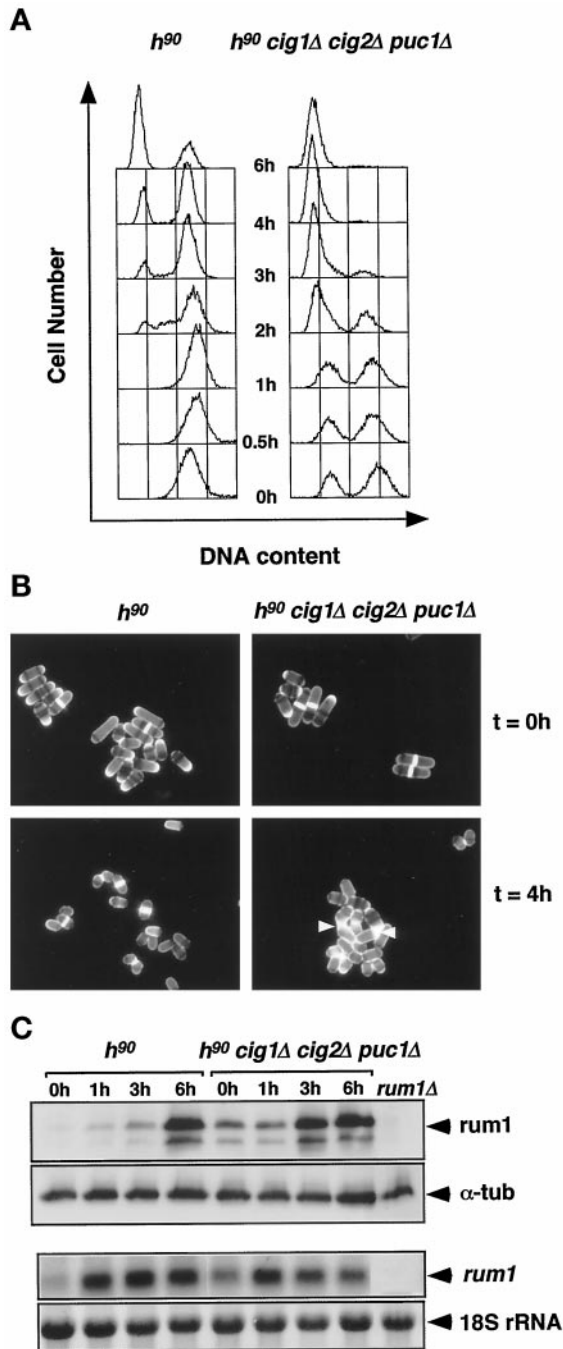 A
h90 h90 cig1Δ cig2Δ puc1Δ
Cell Number
6h
4h
3h
2h
1h
0.5h
0h
DNA content
B
h90 h90 cig1Δ cig2Δ puc1Δ
t = 0h
t = 4h
C
h90 h90 cig1Δ cig2Δ puc1Δ
0h 1h 3h 6h 0h 1h 3h 6h rum1Δ
rum1
α-tub
rum1
18S rRNA